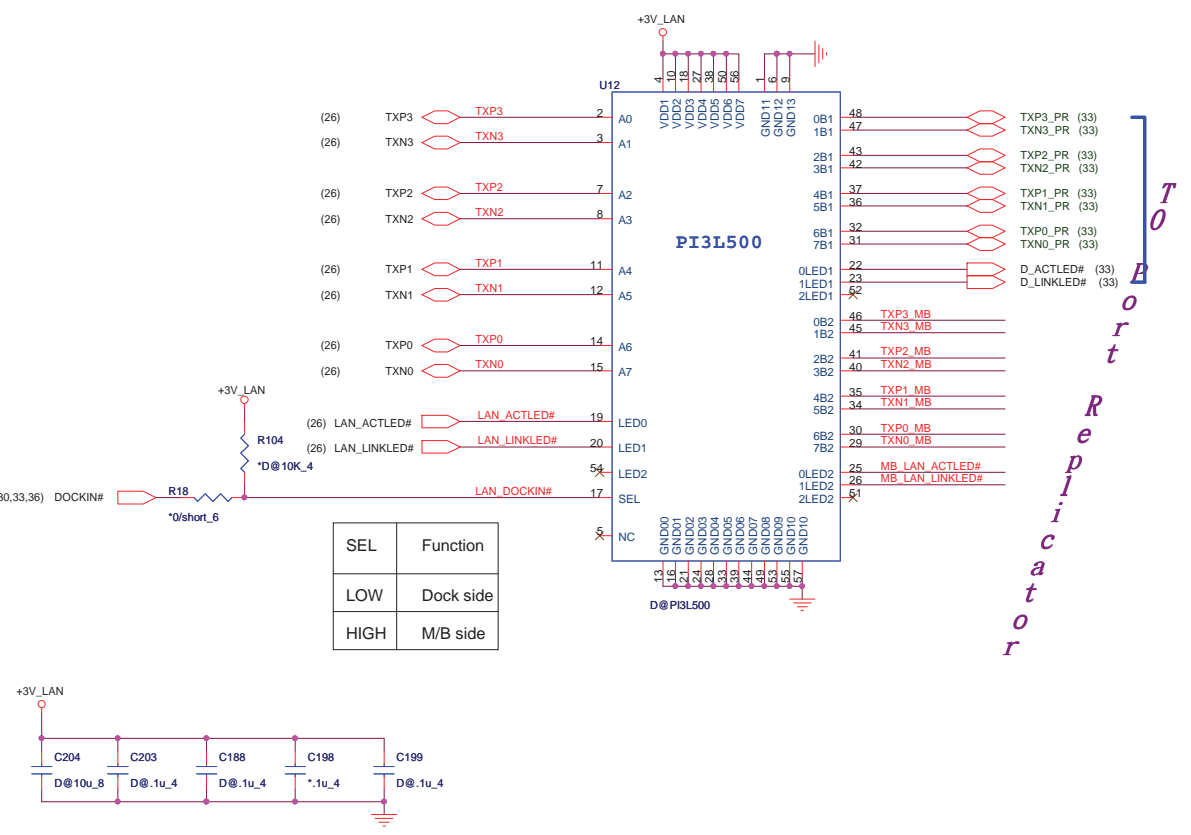 +3V_LAN
4 10 18 27 38 50 56 1 6 9
U12
VDD1 VDD2 VDD3 VDD4 VDD5 VDD6 VDD7 GND11 GND12 GND13
(26) TXP3 TXP3 2 A0
(26) TXN3 TXN3 3 A1
(26) TXP2 TXP2 7 A2
(26) TXN2 TXN2 8 A3
(26) TXP1 TXP1 11 A4
(26) TXN1 TXN1 12 A5
(26) TXP0 TXP0 14 A6
(26) TXN0 TXN0 15 A7
(26) LAN_ACTLED# LAN_ACTLED# 19 LED0
(26) LAN_LINKLED# LAN_LINKLED# 20 LED1
54 LED2
+3V_LAN
R104
*D@10K_4
30,33,36) DOCKIN# R18 LAN_DOCKIN# 17 SEL
*0/short_6
5 NC
PI3L500
0B1 48 TXP3_PR (33)
1B1 47 TXN3_PR (33)
2B1 43 TXP2_PR (33)
3B1 42 TXN2_PR (33)
4B1 37 TXP1_PR (33)
5B1 36 TXN1_PR (33)
6B1 32 TXP0_PR (33)
7B1 31 TXN0_PR (33)
0LED1 22 D_ACTLED# (33)
1LED1 23 D_LINKLED# (33)
2LED1 52
0B2 46 TXP3_MB
1B2 45 TXN3_MB
2B2 41 TXP2_MB
3B2 40 TXN2_MB
4B2 35 TXP1_MB
5B2 34 TXN1_MB
6B2 30 TXP0_MB
7B2 29 TXN0_MB
0LED2 25 MB_LAN_ACTLED#
1LED2 26 MB_LAN_LINKLED#
2LED2 51
TO Port Replicator
GND00 GND01 GND02 GND03 GND04 GND05 GND06 GND07 GND08 GND09 GND10 GND10
13 16 21 24 28 33 39 44 49 53 55 57
D@PI3L500
SEL Function
LOW Dock side
HIGH M/B side
+3V_LAN
C204 C203 C188 C198 C199
D@10u_8 D@.1u_4 D@.1u_4 *.1u_4 D@.1u_4